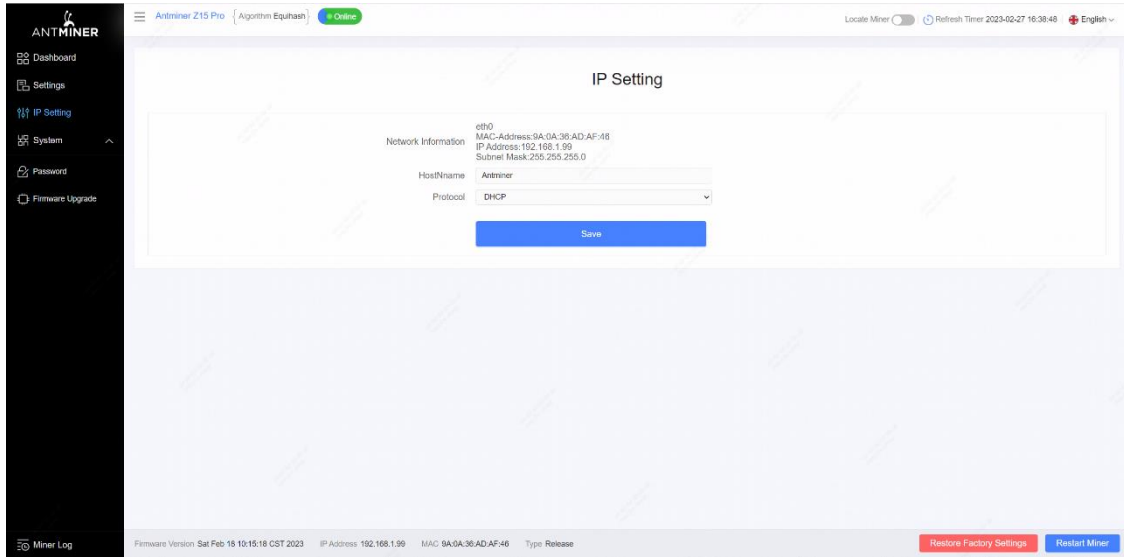 ANTMINER
Antminer Z15 Pro { Algorithm Equihash } Online
Locate Miner Refresh Timer 2023-02-27 16:38:48 English
Dashboard
Settings
IP Setting
System
Password
Firmware Upgrade
IP Setting
Network Information
eth0
MAC-Address:9A:0A:36:AD:AF:46
IP Address:192.168.1.99
Subnet Mask:255.255.255.0
HostNname Antminer
Protocol DHCP
Save
Miner Log
Firmware Version Sat Feb 18 10:15:18 CST 2023 IP Address 192.168.1.99 MAC 9A:0A:36:AD:AF:46 Type Release
Restore Factory Settings Restart Miner